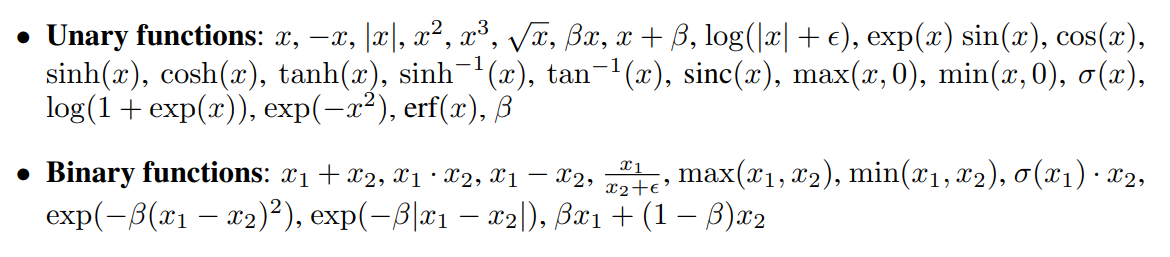 • Unary functions: x, −x, |x|, x², x³, √x, βx, x + β, log(|x| + ϵ), exp(x) sin(x), cos(x),
sinh(x), cosh(x), tanh(x), sinh⁻¹(x), tan⁻¹(x), sinc(x), max(x, 0), min(x, 0), σ(x),
log(1 + exp(x)), exp(−x²), erf(x), β
• Binary functions: x₁ + x₂, x₁ · x₂, x₁ − x₂, x₁/(x₂+ϵ), max(x₁, x₂), min(x₁, x₂), σ(x₁) · x₂,
exp(−β(x₁ − x₂)²), exp(−β|x₁ − x₂|), βx₁ + (1 − β)x₂